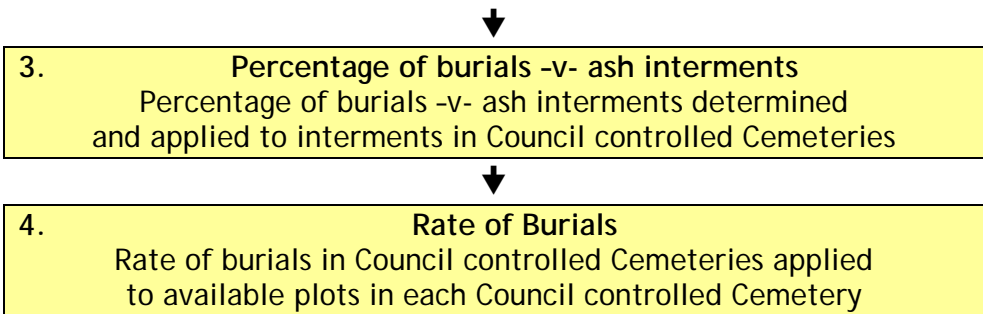 3. Percentage of burials -v- ash interments
Percentage of burials -v- ash interments determined
and applied to interments in Council controlled Cemeteries
4. Rate of Burials
Rate of burials in Council controlled Cemeteries applied
to available plots in each Council controlled Cemetery